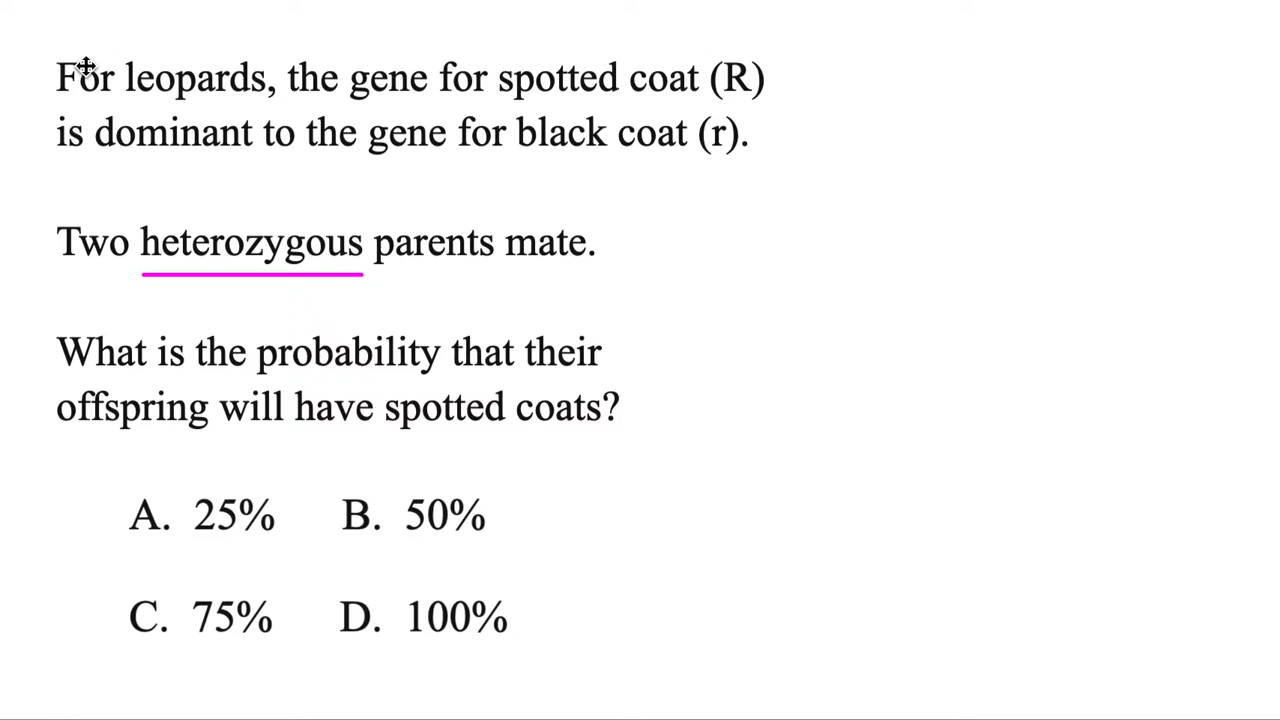 For leopards, the gene for spotted coat (R)
is dominant to the gene for black coat (r).
Two heterozygous parents mate.
What is the probability that their
offspring will have spotted coats?
A. 25% B. 50%
C. 75% D. 100%